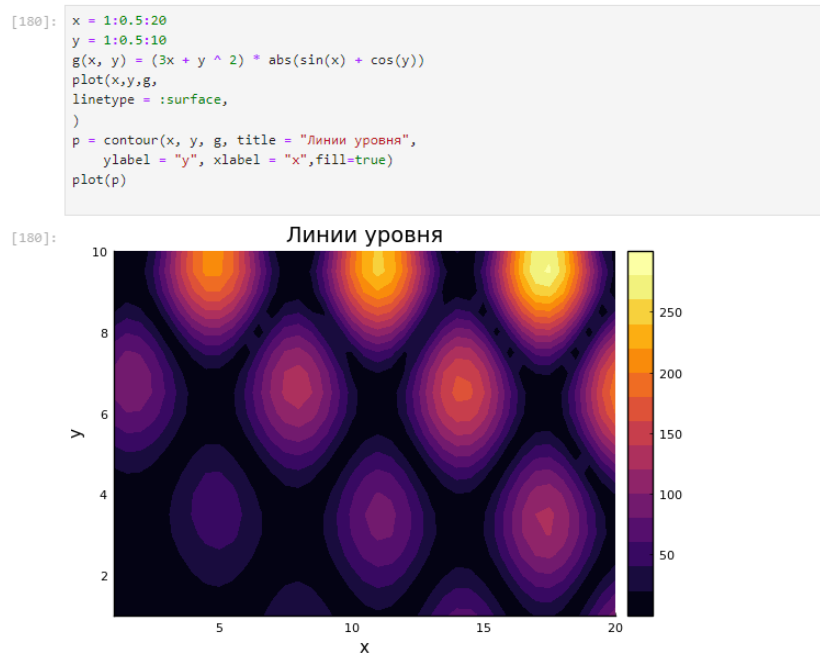 [180]:
x = 1:0.5:20
y = 1:0.5:10
g(x, y) = (3x + y ^ 2) * abs(sin(x) + cos(y))
plot(x,y,g,
linetype = :surface,
)
p = contour(x, y, g, title = "Линии уровня",
    ylabel = "y", xlabel = "x",fill=true)
plot(p)
[180]:
Линии уровня
10
8
6
4
2
y
5
10
15
20
x
250
200
150
100
50